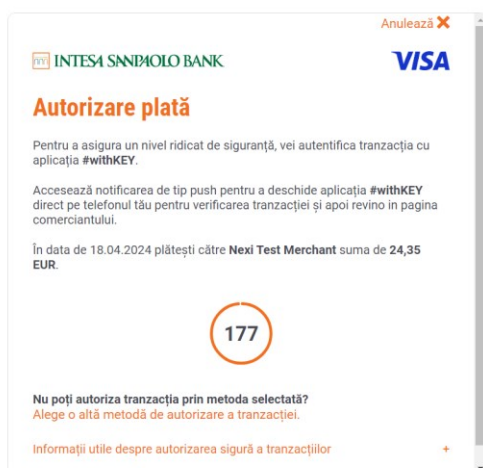 Anulează ✕
INTESA SANPAOLO BANK
VISA
Autorizare plată
Pentru a asigura un nivel ridicat de siguranță, vei autentifica tranzacția cu
aplicația #withKEY.
Accesează notificarea de tip push pentru a deschide aplicația #withKEY
direct pe telefonul tău pentru verificarea tranzacției și apoi revino in pagina
comerciantului.
În data de 18.04.2024 plătești către Nexi Test Merchant suma de 24,35
EUR.
177
Nu poți autoriza tranzacția prin metoda selectată?
Alege o altă metodă de autorizare a tranzacției.
Informații utile despre autorizarea sigură a tranzacțiilor +